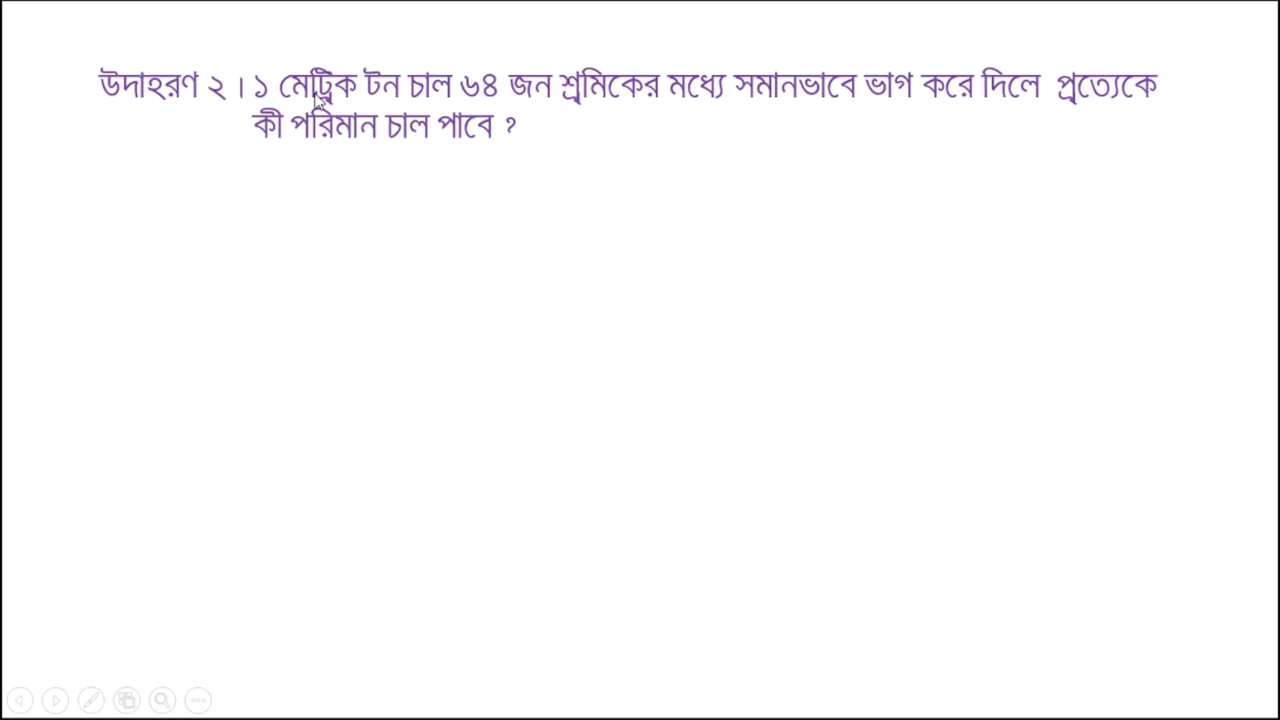 উদাহরণ ২ । ১ মেট্রিক টন চাল ৬৪ জন শ্রমিকের মধ্যে সমানভাবে ভাগ করে দিলে প্রত্যেকে
কী পরিমান চাল পাবে ?